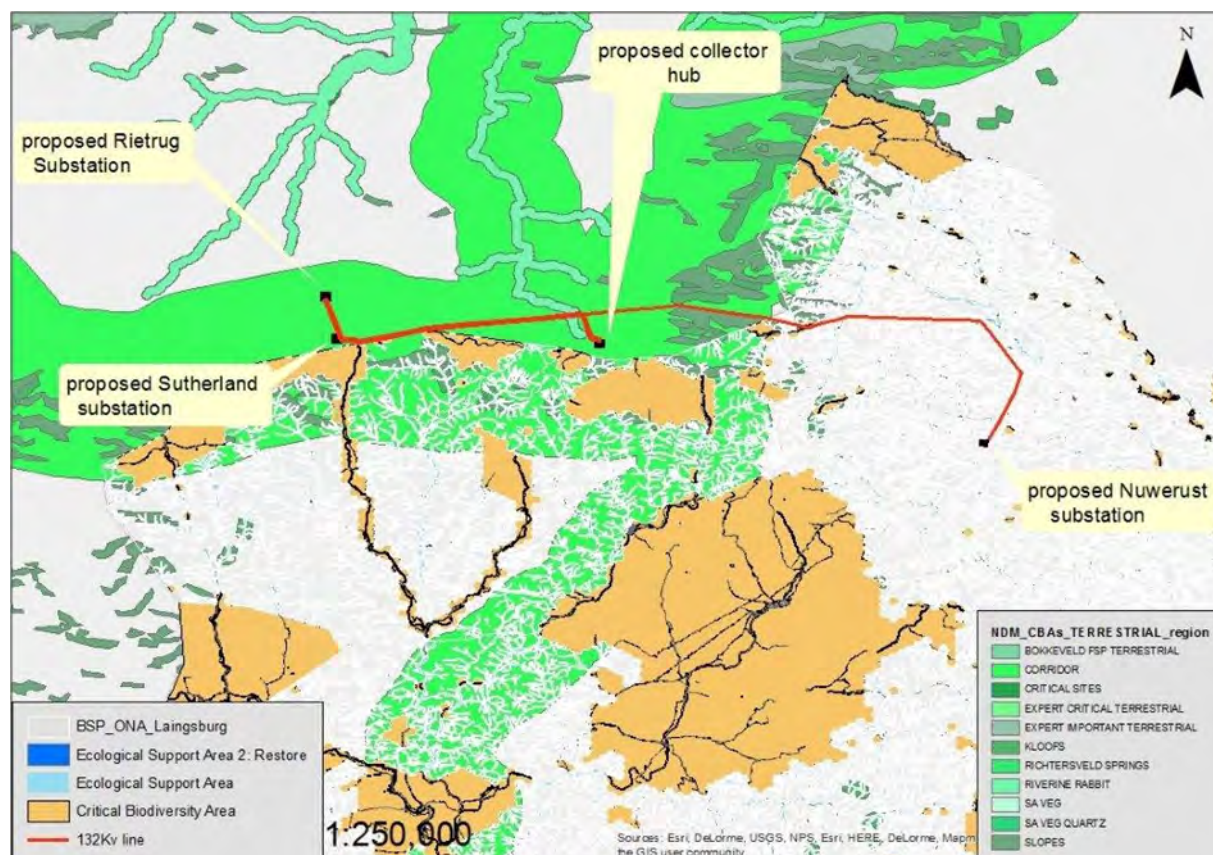 proposed collector
hub
N
proposed Rietrug
Substation
proposed Sutherland
substation
proposed Nuwerust
substation
BSP_ONA_Laingsburg
Ecological Support Area 2: Restore
Ecological Support Area
Critical Biodiversity Area
132Kv line
1:250,000
Sources: Esri, DeLorme, USGS, NPS, Esri, HERE, DeLorme, Mapm
the GIS user community
NDM_CBAs_TERRESTRIAL_region
BOKKEVELD FSP TERRESTRIAL
CORRIDOR
CRITICAL SITES
EXPERT CRITICAL TERRESTRIAL
EXPERT IMPORTANT TERRESTRIAL
KLOOFS
RICHTERSVELD SPRINGS
RIVERINE RABBIT
SA VEG
SA VEG QUARTZ
SLOPES